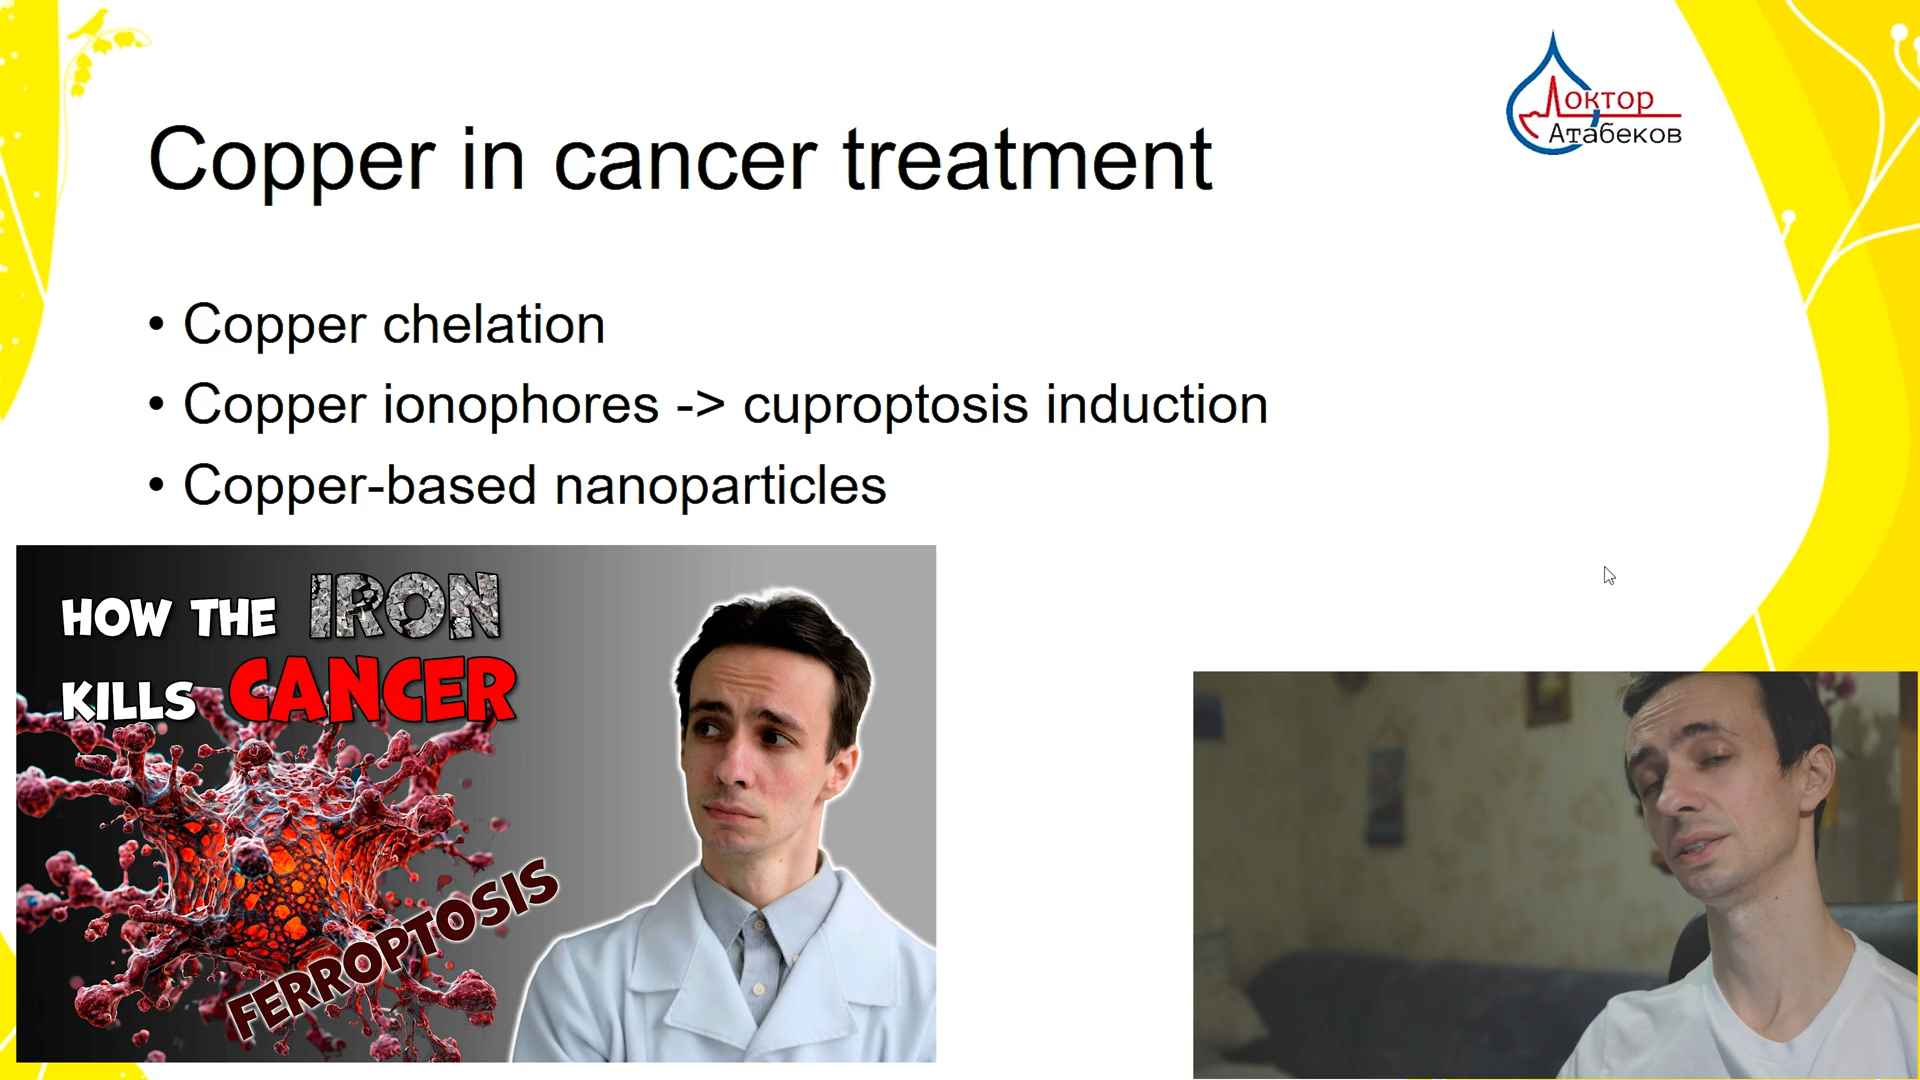 Доктор
Атабеков
Copper in cancer treatment
• Copper chelation
• Copper ionophores -> cuproptosis induction
• Copper-based nanoparticles
HOW THE IRON
KILLS CANCER
FERROPTOSIS